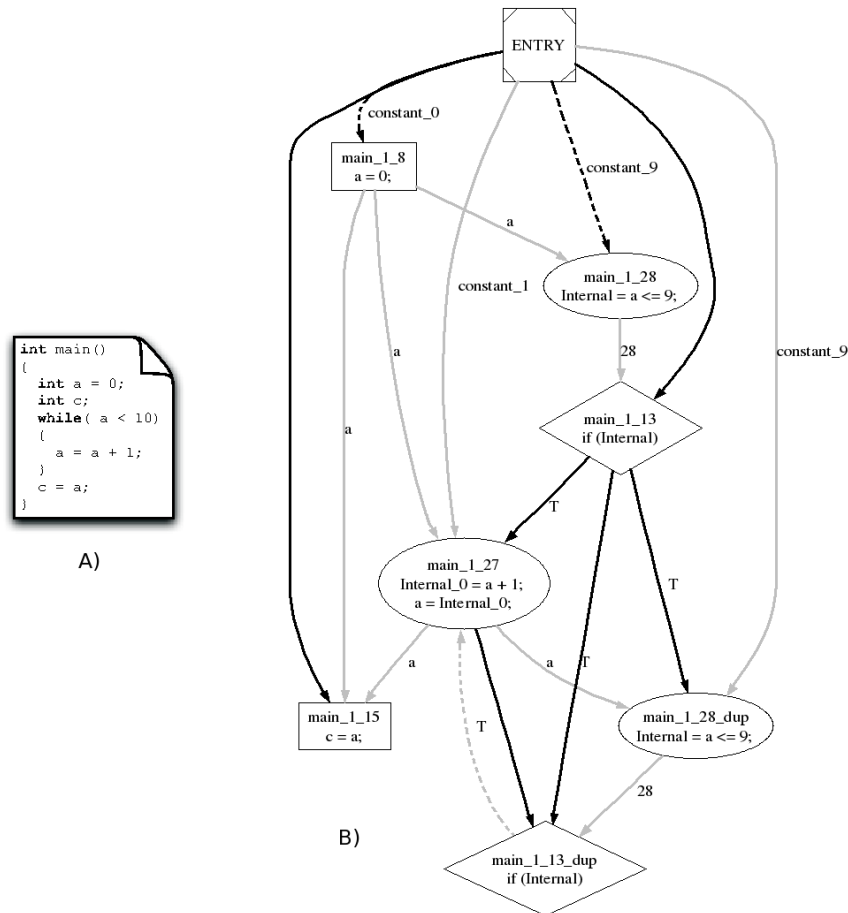 ENTRY
constant_0
main_1_8
a = 0;
constant_9
a
main_1_28
Internal = a <= 9;
constant_1
int main()
{
int a = 0;
int c;
while( a < 10)
{
a = a + 1;
}
c = a;
}
A)
a
28
constant_9
a
main_1_13
if (Internal)
T
main_1_27
Internal_0 = a + 1;
a = Internal_0;
T
a
T
a
main_1_15
c = a;
T
main_1_28_dup
Internal = a <= 9;
28
B)
main_1_13_dup
if (Internal)